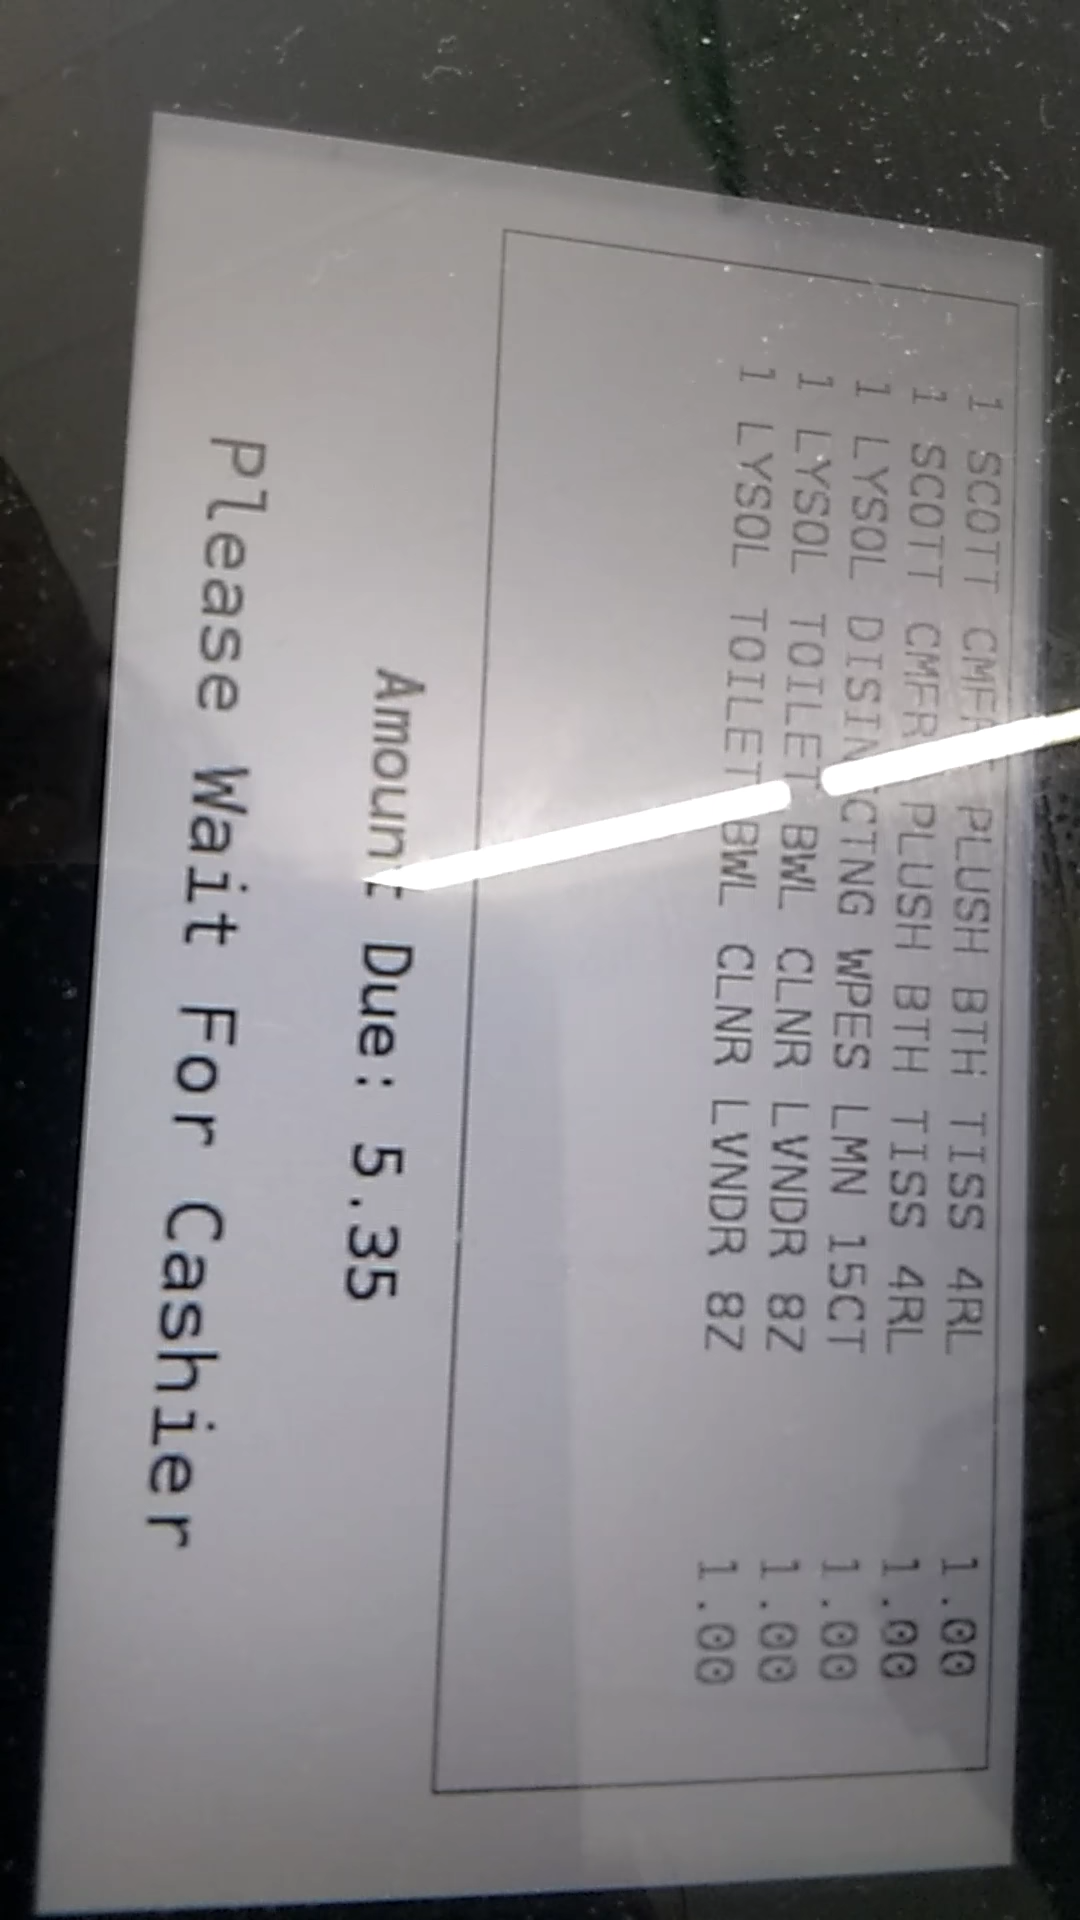 1 SCOTT PLUSH BTH TISS 4RL 1.00
1 SCOTT CMFR PLUSH BTH TISS 4RL 1.00
1 LYSOL WPES LMN 15CT 1.00
1 LYSOL TOILET BWL CLNR LVNDR 8Z 1.00
1 LYSOL TOILET BWL CLNR LVNDR 8Z 1.00
Amount Due: 5.35
Please Wait For Cashier